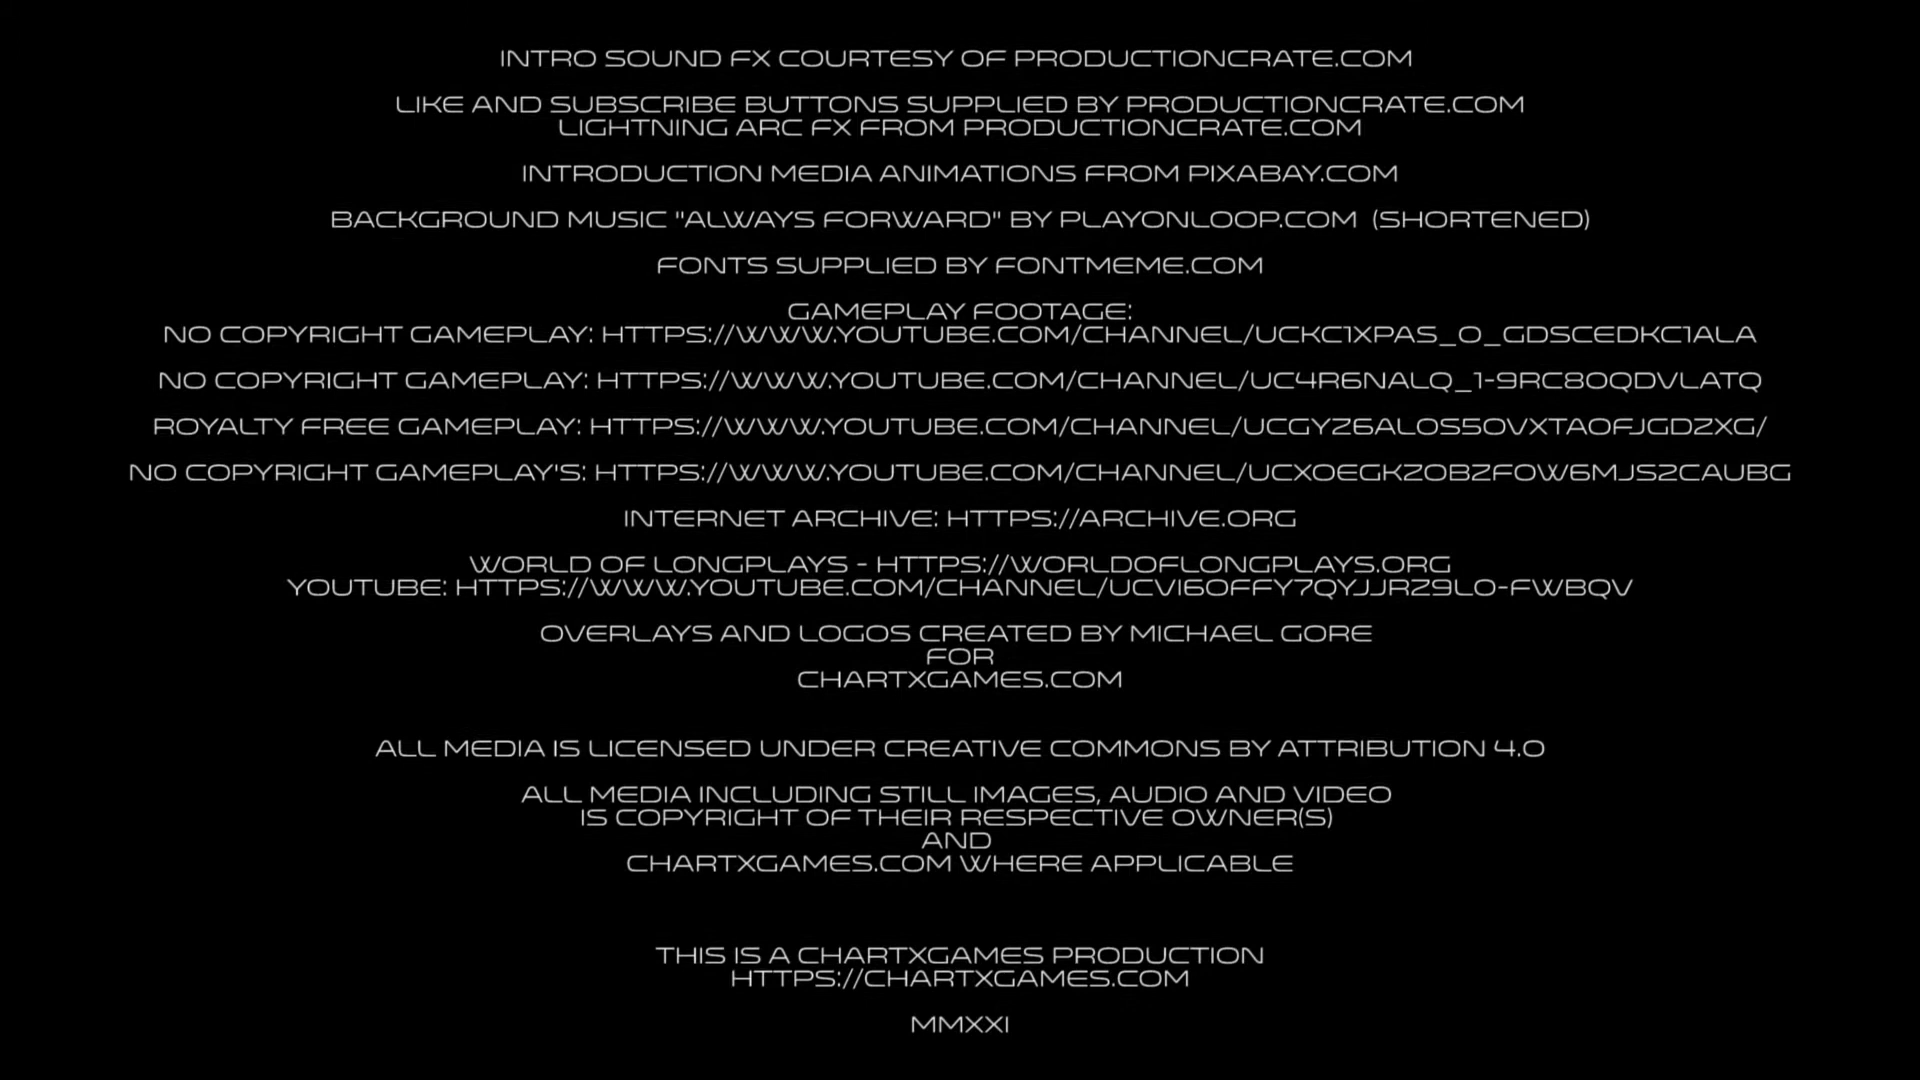 INTRO SOUND FX COURTESY OF PRODUCTIONCRATE.COM
LIKE AND SUBSCRIBE BUTTONS SUPPLIED BY PRODUCTIONCRATE.COM
LIGHTNING ARC FX FROM PRODUCTIONCRATE.COM
INTRODUCTION MEDIA ANIMATIONS FROM PIXABAY.COM
BACKGROUND MUSIC "ALWAYS FORWARD" BY PLAYONLOOP.COM (SHORTENED)
FONTS SUPPLIED BY FONTMEME.COM
GAMEPLAY FOOTAGE:
NO COPYRIGHT GAMEPLAY: HTTPS://WWW.YOUTUBE.COM/CHANNEL/UCKC1XPAS_O_GDSCEDKC1ALA
NO COPYRIGHT GAMEPLAY: HTTPS://WWW.YOUTUBE.COM/CHANNEL/UC4R6NALQ_1-9RC80QDVLATQ
ROYALTY FREE GAMEPLAY: HTTPS://WWW.YOUTUBE.COM/CHANNEL/UCGYZ6ALOS5OVXTAOFJGDZXG/
NO COPYRIGHT GAMEPLAY'S: HTTPS://WWW.YOUTUBE.COM/CHANNEL/UCXOEGKZOBZFOW6MJS2CAUBG
INTERNET ARCHIVE: HTTPS://ARCHIVE.ORG
WORLD OF LONGPLAYS - HTTPS://WORLDOFLONGPLAYS.ORG
YOUTUBE: HTTPS://WWW.YOUTUBE.COM/CHANNEL/UCVI6OFFY7QYJJRZ9LO-FWBQV
OVERLAYS AND LOGOS CREATED BY MICHAEL GORE
FOR
CHARTXGAMES.COM
ALL MEDIA IS LICENSED UNDER CREATIVE COMMONS BY ATTRIBUTION 4.0
ALL MEDIA INCLUDING STILL IMAGES, AUDIO AND VIDEO
IS COPYRIGHT OF THEIR RESPECTIVE OWNER(S)
AND
CHARTXGAMES.COM WHERE APPLICABLE
THIS IS A CHARTXGAMES PRODUCTION
HTTPS://CHARTXGAMES.COM
MMXXI